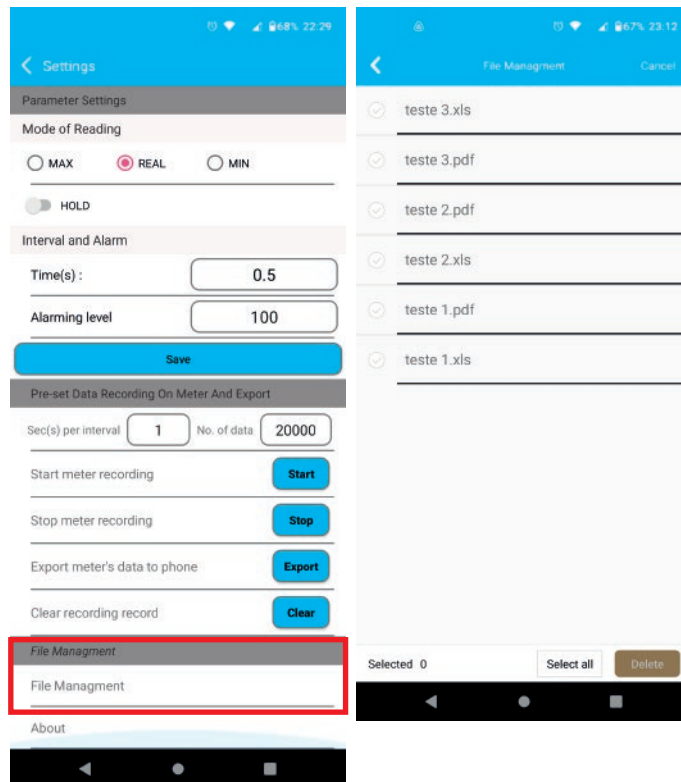 68% 22:29
Settings
Parameter Settings
Mode of Reading
MAX REAL MIN
HOLD
Interval and Alarm
Time(s) : 0.5
Alarming level 100
Save
Pre-set Data Recording On Meter And Export
Sec(s) per interval 1 No. of data 20000
Start meter recording Start
Stop meter recording Stop
Export meter's data to phone Export
Clear recording record Clear
File Managment
File Managment
About
67% 23:12
File Managment Cancel
teste 3.xls
teste 3.pdf
teste 2.pdf
teste 2.xls
teste 1.pdf
teste 1.xls
Selected 0 Select all Delete